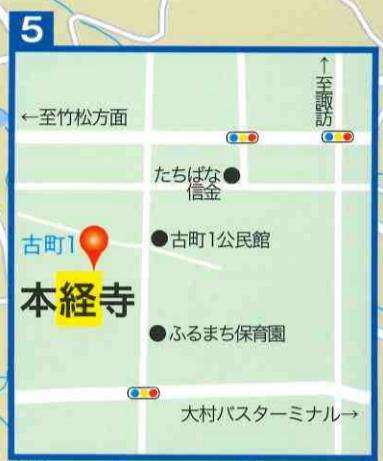 5
↑至諏訪
←至竹松方面
たちばな
信金
古町1
古町1公民館
本経寺
ふるまち保育園
大村バスターミナル→